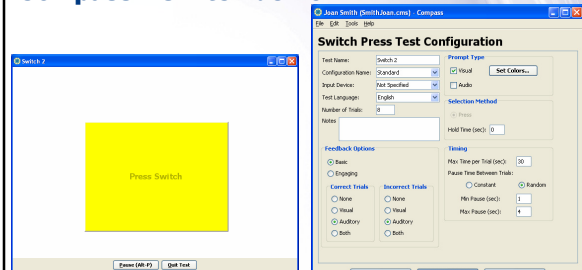 Switch 2
Press Switch
Pause (Alt-P) Quit Test
Joan Smith (SmithJoan.cms) - Compass
File Edit Tools Help
Switch Press Test Configuration
Test Name: Switch 2
Configuration Name: Standard
Input Device: Not Specified
Test Language: English
Number of Trials: 8
Notes
Feedback Options
Basic
Engaging
Correct Trials
None
Visual
Auditory
Both
Incorrect Trials
None
Visual
Auditory
Both
Prompt Type
Visual Set Colors...
Audio
Selection Method
Press
Hold Time (sec): 0
Timing
Max Time per Trial (sec): 30
Pause Time Between Trials:
Constant Random
Min Pause (sec): 1
Max Pause (sec): 4